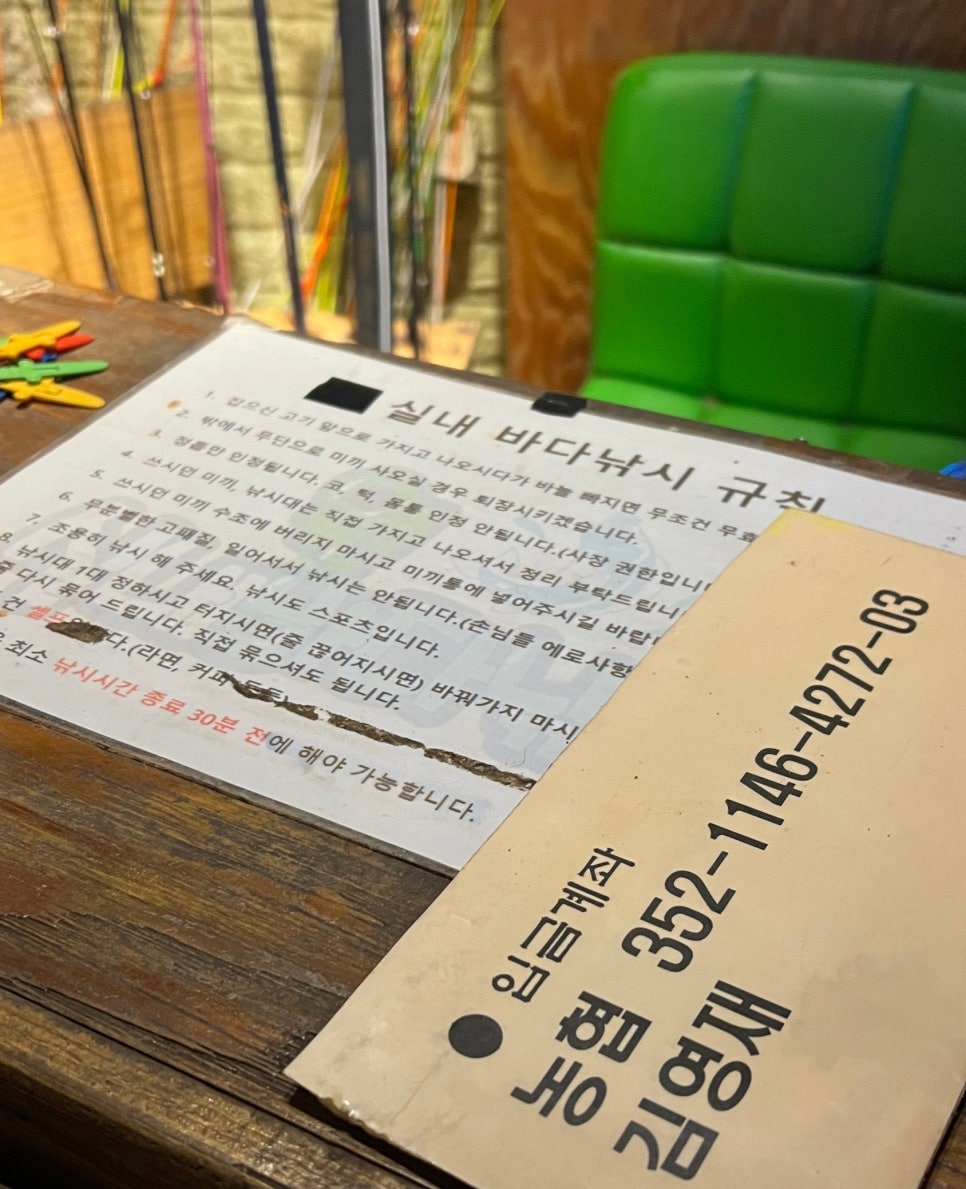 실내 바다낚시 규칙
1. 잡으신 고기 앞으로 가지고 나오시다가 바늘 빠지면 무조건 무효
2. 밖에서 무단으로 미끼 사오실 경우 퇴장시키겠습니다.
3. 정흘만 인정됩니다. 코, 턱, 몸통 인정 안됩니다.(사장 권한입니
4. 쓰시던 미끼, 낚시대는 직접 가지고 나오셔서 정리 부탁드립니
5. 쓰시던 미끼 수조에 버리지 마시고 미끼통에 넣어주시길 바랍
6. 무분별한 고패질, 일어서서 낚시는 안됩니다.(손님들 애로사항
7. 조용히 낚시 해 주세요. 낚시도 스포츠입니다.
8. 낚시대 1대 정하시고 터지시면(줄 끊어지시면) 바꿔가지 마시
다시 묶어 드립니다. 직접 묶으셔도 됩니다.
건 셀프 다.(라면, 커피
최소 낚시시간 종료 30분 전에 해야 가능합니다.
● 입금계좌
농협 352-1146-4272-03
김영재